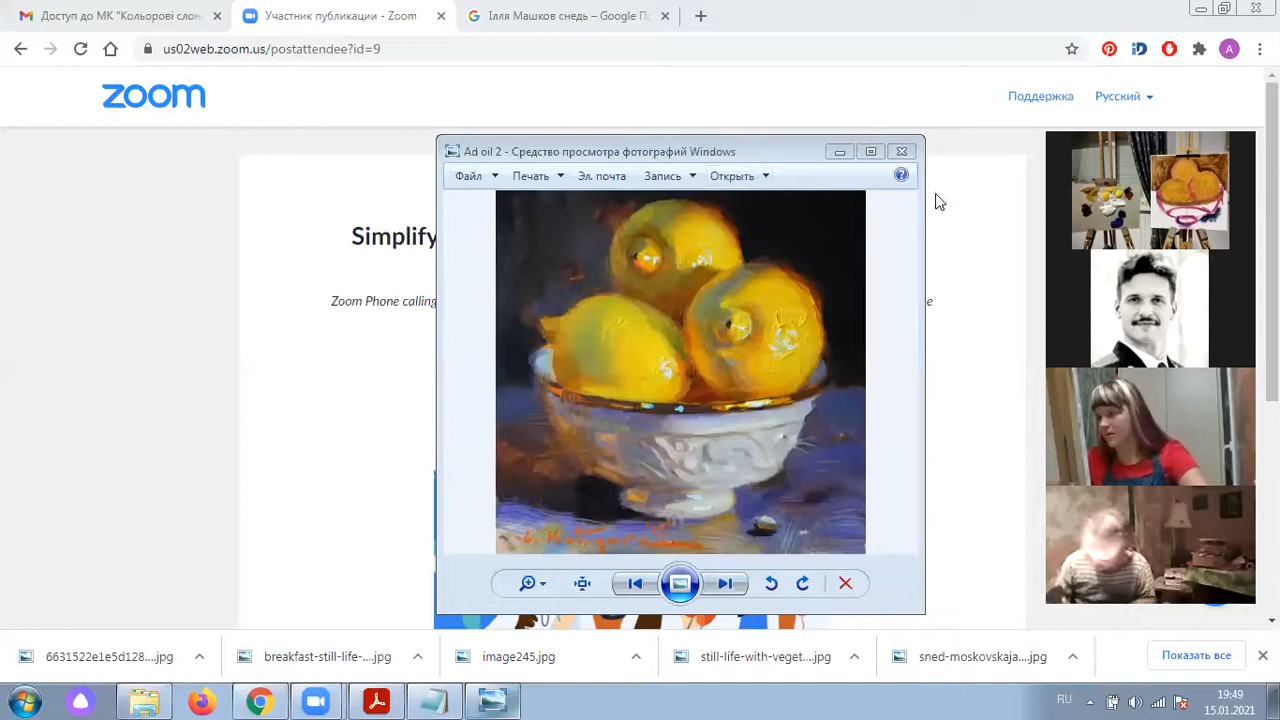 Доступ до МК "Кольорові слон
Участник публикации - Zoom
Ілля Машков снедь – Google По
us02web.zoom.us/postattendee?id=9
zoom
Поддержка
Русский
Ad oil 2 - Средство просмотра фотографий Windows
Файл
Печать
Эл. почта
Запись
Открыть
Simplify
Zoom Phone calling
e
6631522e1e5d128....jpg
breakfast-still-life-....jpg
image245.jpg
still-life-with-veget....jpg
sned-moskovskaja....jpg
Показать все
RU
19:49
15.01.2021